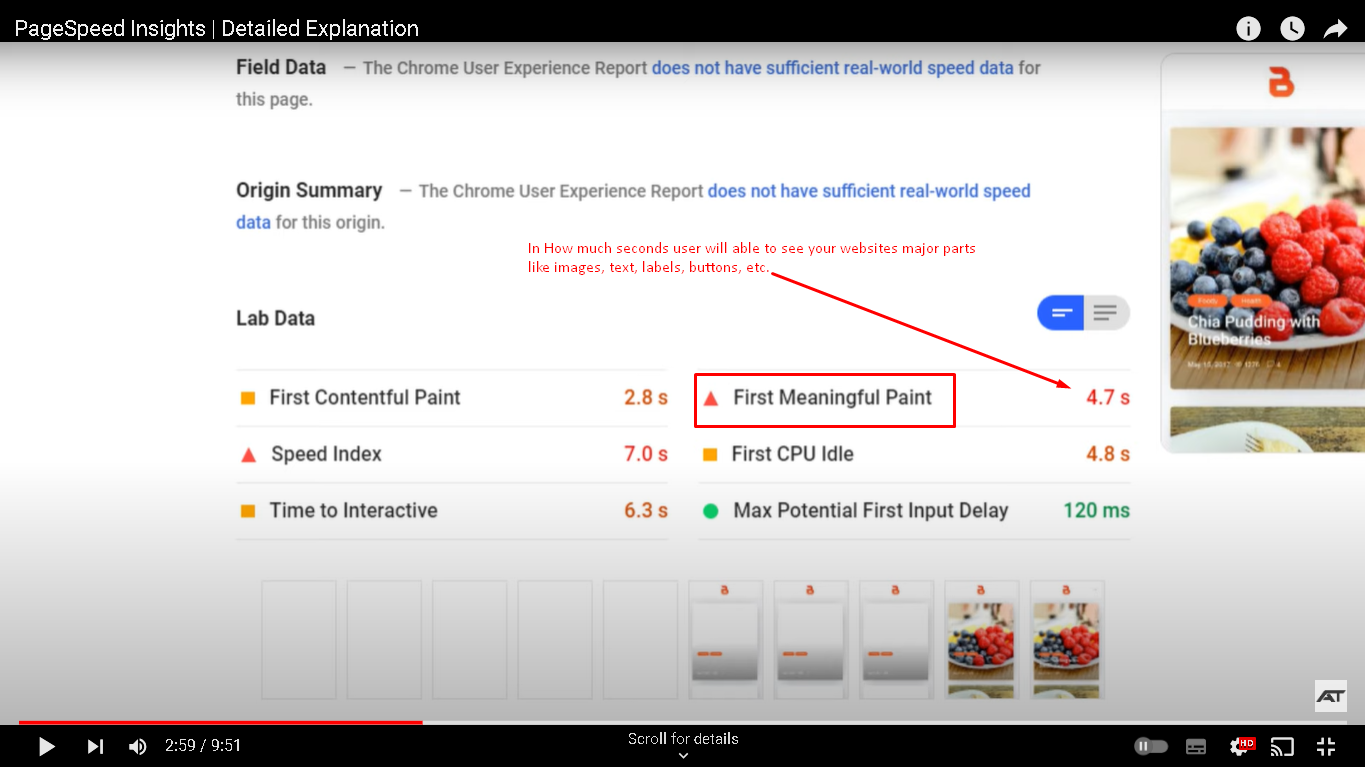 PageSpeed Insights | Detailed Explanation
Field Data — The Chrome User Experience Report does not have sufficient real-world speed data for
this page.
Origin Summary — The Chrome User Experience Report does not have sufficient real-world speed
data for this origin.
In How much seconds user will able to see your websites major parts
like images, text, labels, buttons, etc.
Lab Data
First Contentful Paint 2.8 s
First Meaningful Paint 4.7 s
Speed Index 7.0 s
First CPU Idle 4.8 s
Time to Interactive 6.3 s
Max Potential First Input Delay 120 ms
B
Foody Health
Chia Pudding with
Blueberries
May 10, 2017
AT
2:59 / 9:51
Scroll for details
HD